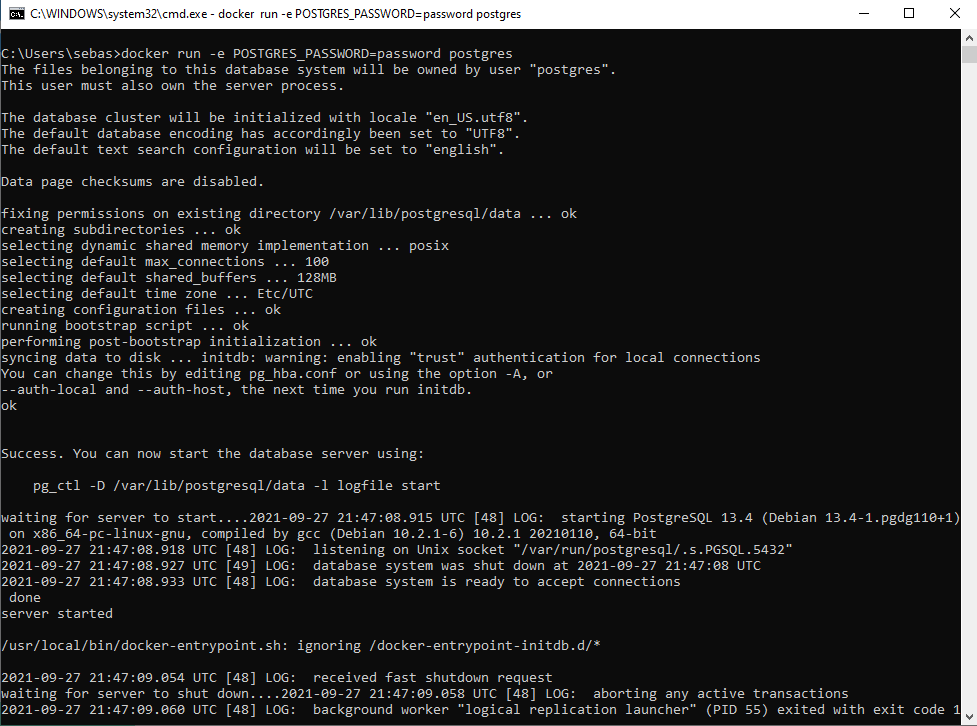 C:\WINDOWS\system32\cmd.exe - docker run -e POSTGRES_PASSWORD=password postgres
C:\Users\sebas>docker run -e POSTGRES_PASSWORD=password postgres
The files belonging to this database system will be owned by user "postgres".
This user must also own the server process.
The database cluster will be initialized with locale "en_US.utf8".
The default database encoding has accordingly been set to "UTF8".
The default text search configuration will be set to "english".
Data page checksums are disabled.
fixing permissions on existing directory /var/lib/postgresql/data ... ok
creating subdirectories ... ok
selecting dynamic shared memory implementation ... posix
selecting default max_connections ... 100
selecting default shared_buffers ... 128MB
selecting default time zone ... Etc/UTC
creating configuration files ... ok
running bootstrap script ... ok
performing post-bootstrap initialization ... ok
syncing data to disk ... initdb: warning: enabling "trust" authentication for local connections
You can change this by editing pg_hba.conf or using the option -A, or
--auth-local and --auth-host, the next time you run initdb.
ok
Success. You can now start the database server using:
    pg_ctl -D /var/lib/postgresql/data -l logfile start
waiting for server to start....2021-09-27 21:47:08.915 UTC [48] LOG:  starting PostgreSQL 13.4 (Debian 13.4-1.pgdg110+1)
 on x86_64-pc-linux-gnu, compiled by gcc (Debian 10.2.1-6) 10.2.1 20210110, 64-bit
2021-09-27 21:47:08.918 UTC [48] LOG:  listening on Unix socket "/var/run/postgresql/.s.PGSQL.5432"
2021-09-27 21:47:08.927 UTC [49] LOG:  database system was shut down at 2021-09-27 21:47:08 UTC
2021-09-27 21:47:08.933 UTC [48] LOG:  database system is ready to accept connections
 done
server started
/usr/local/bin/docker-entrypoint.sh: ignoring /docker-entrypoint-initdb.d/*
2021-09-27 21:47:09.054 UTC [48] LOG:  received fast shutdown request
waiting for server to shut down....2021-09-27 21:47:09.058 UTC [48] LOG:  aborting any active transactions
2021-09-27 21:47:09.060 UTC [48] LOG:  background worker "logical replication launcher" (PID 55) exited with exit code 1